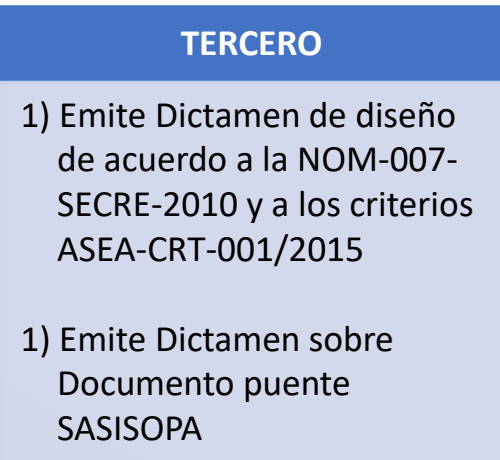 TERCERO
1) Emite Dictamen de diseño
de acuerdo a la NOM-007-
SECRE-2010 y a los criterios
ASEA-CRT-001/2015
1) Emite Dictamen sobre
Documento puente
SASISOPA